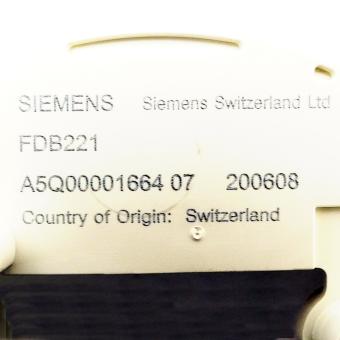 SIEMENS Siemens Switzerland Ltd
FDB221
A5Q00001664 07 200608
Country of Origin: Switzerland